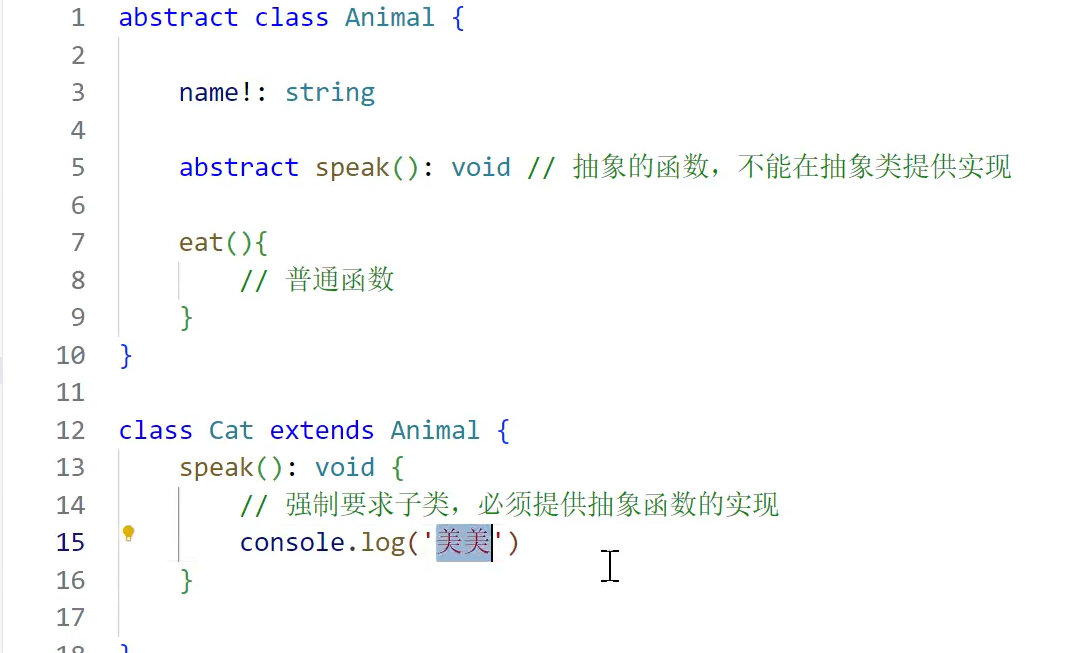 1 abstract class Animal {
2
3 name!: string
4
5 abstract speak(): void // 抽象的函数，不能在抽象类提供实现
6
7 eat(){
8 // 普通函数
9 }
10 }
11
12 class Cat extends Animal {
13 speak(): void {
14 // 强制要求子类，必须提供抽象函数的实现
15 console.log('美美')
16 }
17
18 }